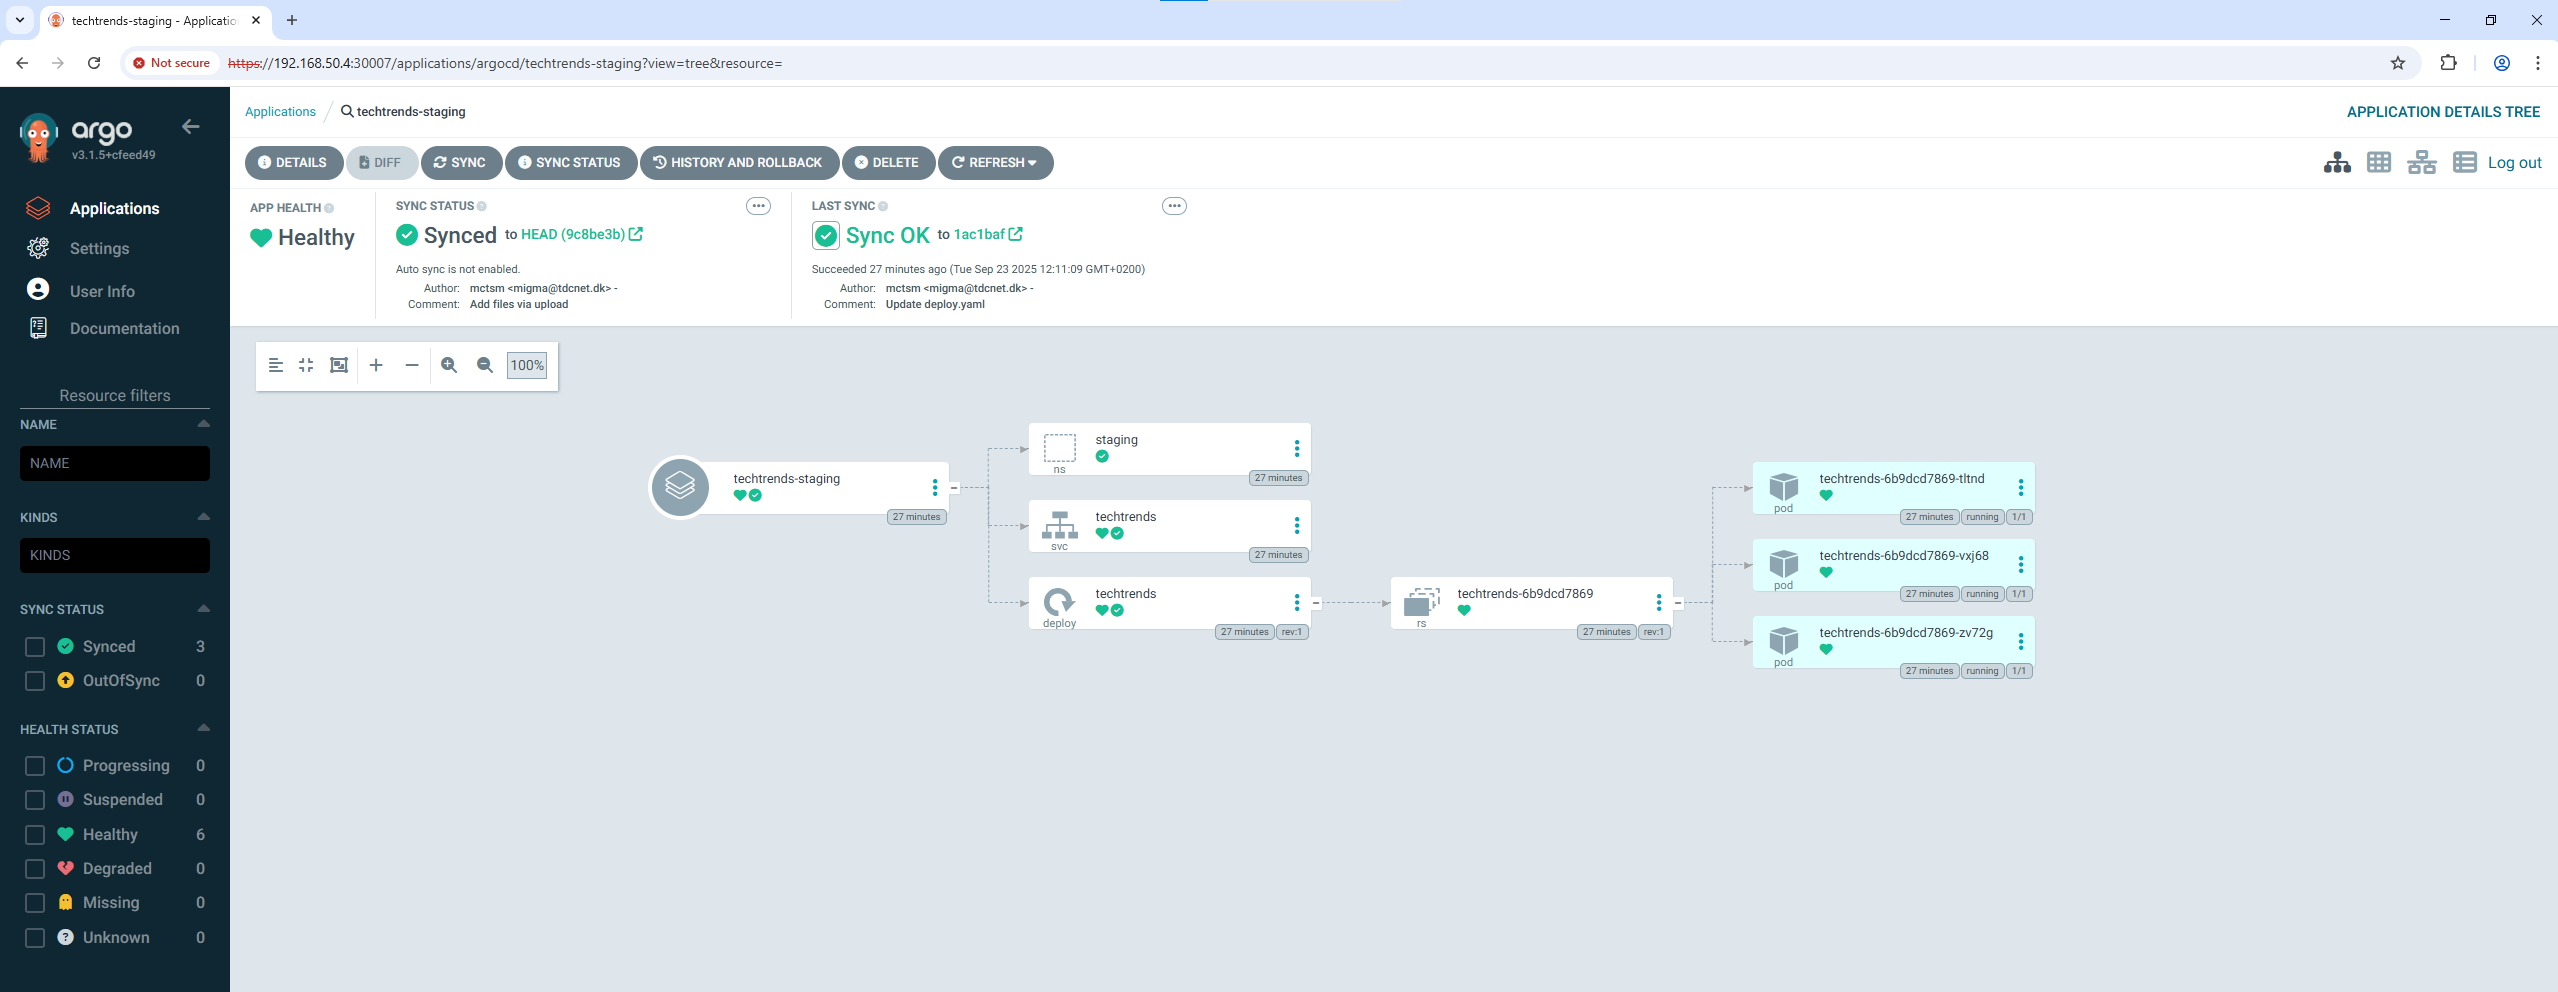 techtrends-staging - Applicatio
Not secure
https://192.168.50.4:30007/applications/argocd/techtrends-staging?view=tree&resource=
argo
v3.1.5+cfeed49
Applications
Settings
User Info
Documentation
Resource filters
NAME
NAME
KINDS
KINDS
SYNC STATUS
Synced 3
OutOfSync 0
HEALTH STATUS
Progressing 0
Suspended 0
Healthy 6
Degraded 0
Missing 0
Unknown 0
Applications / techtrends-staging
APPLICATION DETAILS TREE
DETAILS DIFF SYNC SYNC STATUS HISTORY AND ROLLBACK DELETE REFRESH
Log out
APP HEALTH
Healthy
SYNC STATUS
Synced to HEAD (9c8be3b)
Auto sync is not enabled.
Author: mctsm <migma@tdcnet.dk> -
Comment: Add files via upload
LAST SYNC
Sync OK to 1ac1baf
Succeeded 27 minutes ago (Tue Sep 23 2025 12:11:09 GMT+0200)
Author: mctsm <migma@tdcnet.dk> -
Comment: Update deploy.yaml
100%
techtrends-staging
27 minutes
staging
ns
27 minutes
techtrends
svc
27 minutes
techtrends
deploy
27 minutes rev:1
techtrends-6b9dcd7869
rs
27 minutes rev:1
techtrends-6b9dcd7869-tltnd
pod
27 minutes running 1/1
techtrends-6b9dcd7869-vxj68
pod
27 minutes running 1/1
techtrends-6b9dcd7869-zv72g
pod
27 minutes running 1/1